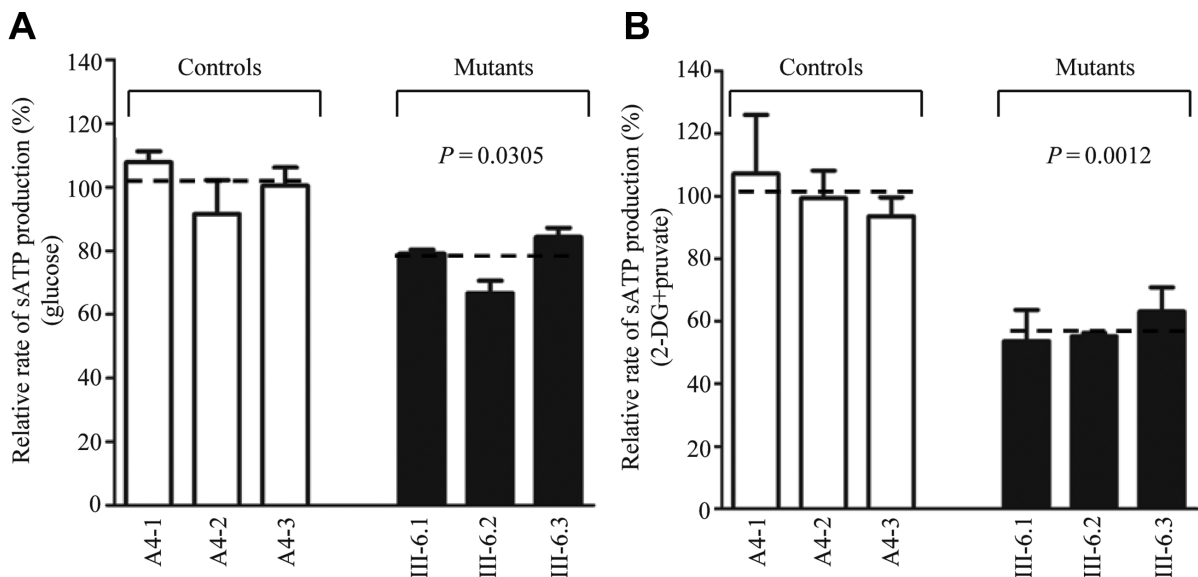 A
Relative rate of sATP production (%)
(glucose)
140
120
100
80
60
40
20
0
Controls
Mutants
P = 0.0305
A4-1
A4-2
A4-3
III-6.1
III-6.2
III-6.3
B
Relative rate of sATP production (%)
(2-DG+pruvate)
140
120
100
80
60
40
20
0
Controls
Mutants
P = 0.0012
A4-1
A4-2
A4-3
III-6.1
III-6.2
III-6.3